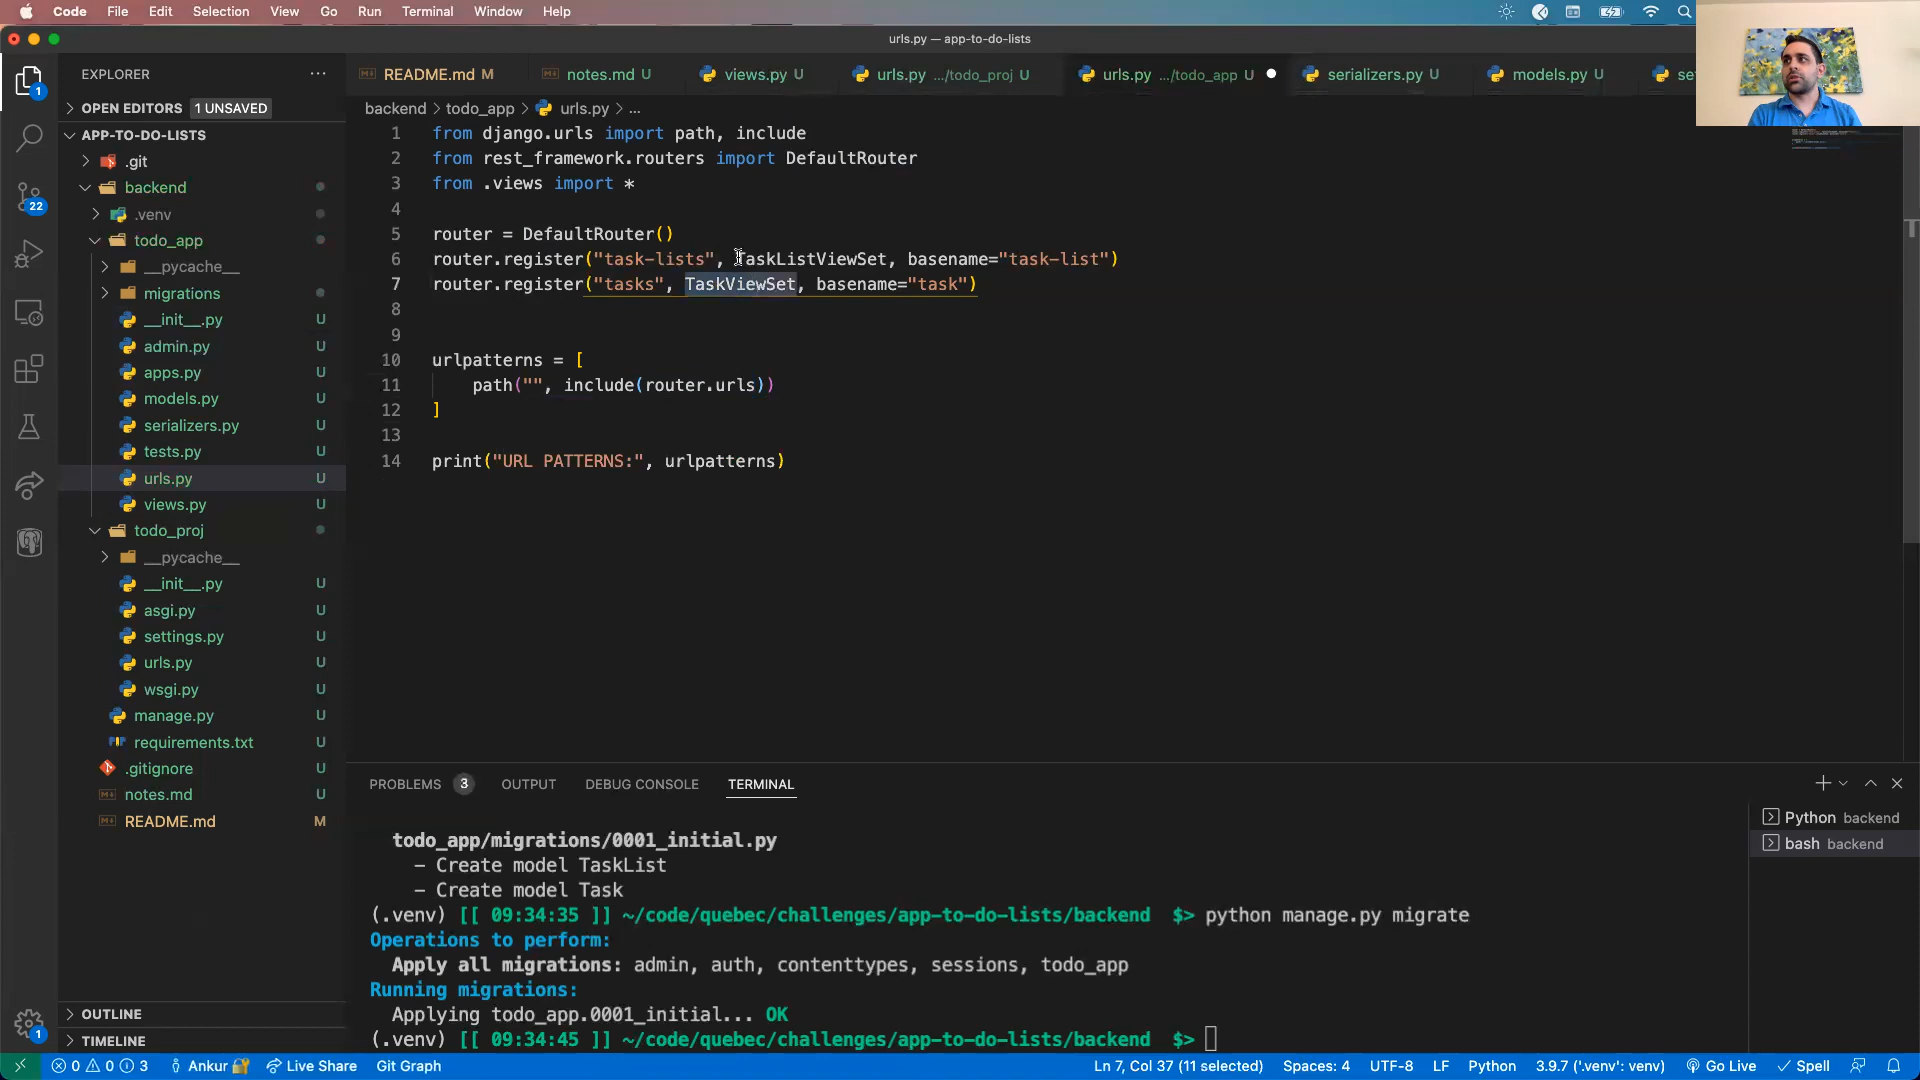 Code File Edit Selection View Go Run Terminal Window Help
urls.py — app-to-do-lists
EXPLORER
README.md M
notes.md U
views.py U
urls.py .../todo_proj U
urls.py .../todo_app U
serializers.py U
models.py U
OPEN EDITORS 1 UNSAVED
APP-TO-DO-LISTS
.git
backend
.venv
todo_app
__pycache__
migrations
__init__.py U
admin.py U
apps.py U
models.py U
serializers.py U
tests.py U
urls.py U
views.py U
todo_proj
__pycache__
__init__.py U
asgi.py U
settings.py U
urls.py U
wsgi.py U
manage.py U
requirements.txt U
.gitignore U
notes.md U
README.md M
OUTLINE
TIMELINE
1
22
1
backend > todo_app > urls.py > ...
1 from django.urls import path, include
2 from rest_framework.routers import DefaultRouter
3 from .views import *
4
5 router = DefaultRouter()
6 router.register("task-lists", TaskListViewSet, basename="task-list")
7 router.register("tasks", TaskViewSet, basename="task")
8
9
10 urlpatterns = [
11 path("", include(router.urls))
12 ]
13
14 print("URL PATTERNS:", urlpatterns)
PROBLEMS 3 OUTPUT DEBUG CONSOLE TERMINAL
todo_app/migrations/0001_initial.py
- Create model TaskList
- Create model Task
(.venv) [[ 09:34:35 ]] ~/code/quebec/challenges/app-to-do-lists/backend $> python manage.py migrate
Operations to perform:
Apply all migrations: admin, auth, contenttypes, sessions, todo_app
Running migrations:
Applying todo_app.0001_initial... OK
(.venv) [[ 09:34:45 ]] ~/code/quebec/challenges/app-to-do-lists/backend $>
Python backend
bash backend
0 0 3 Ankur Live Share Git Graph
Ln 7, Col 37 (11 selected) Spaces: 4 UTF-8 LF Python 3.9.7 ('.venv': venv) Go Live Spell